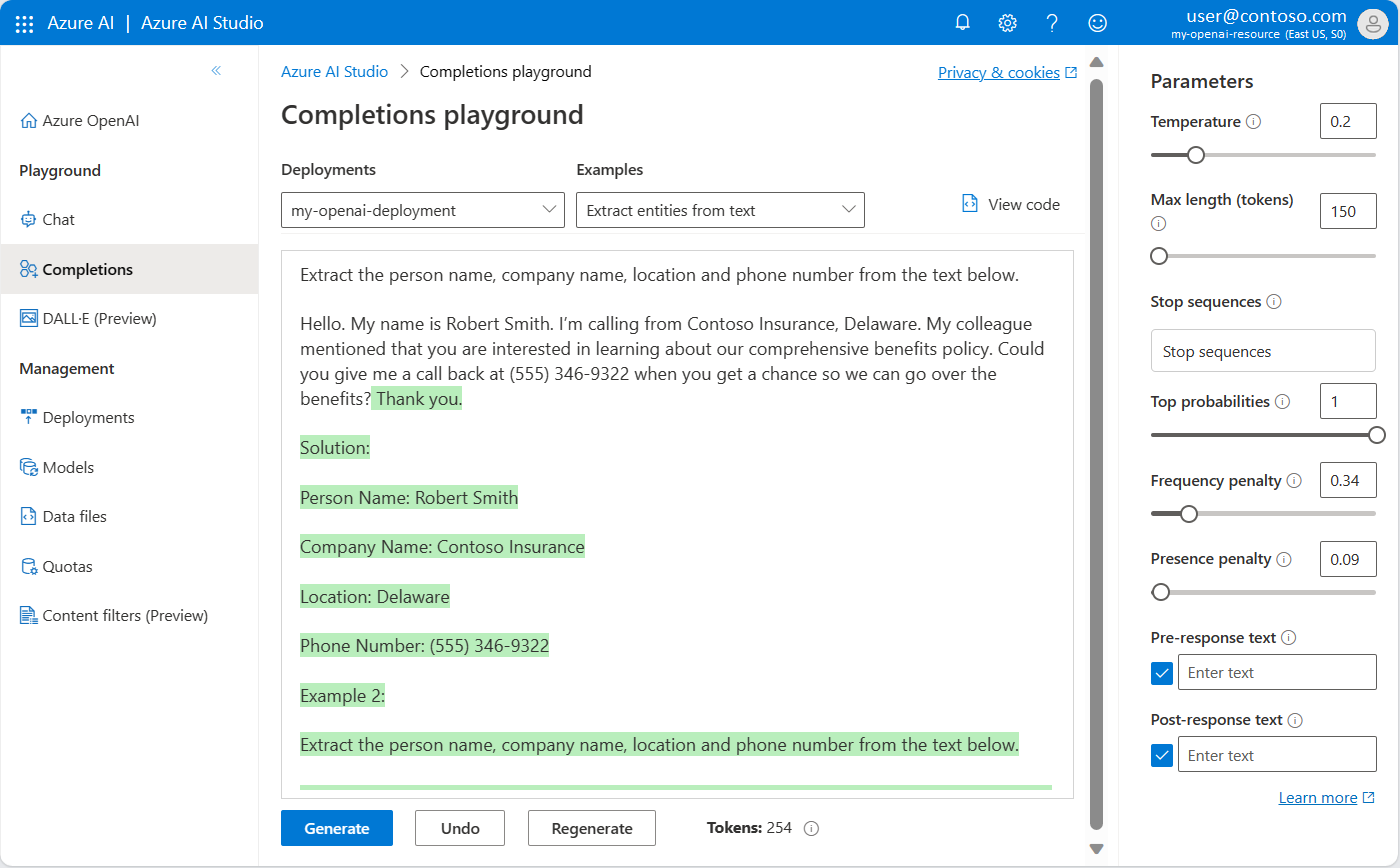 Azure AI | Azure AI Studio
user@contoso.com
my-openai-resource (East US, S0)
Azure OpenAI
Playground
Chat
Completions
DALL·E (Preview)
Management
Deployments
Models
Data files
Quotas
Content filters (Preview)
Azure AI Studio > Completions playground
Privacy & cookies
Completions playground
Deployments
Examples
my-openai-deployment
Extract entities from text
View code
Extract the person name, company name, location and phone number from the text below.
Hello. My name is Robert Smith. I’m calling from Contoso Insurance, Delaware. My colleague
mentioned that you are interested in learning about our comprehensive benefits policy. Could
you give me a call back at (555) 346-9322 when you get a chance so we can go over the
benefits? Thank you.
Solution:
Person Name: Robert Smith
Company Name: Contoso Insurance
Location: Delaware
Phone Number: (555) 346-9322
Example 2:
Extract the person name, company name, location and phone number from the text below.
Generate
Undo
Regenerate
Tokens: 254
Parameters
Temperature
0.2
Max length (tokens)
150
Stop sequences
Stop sequences
Top probabilities
1
Frequency penalty
0.34
Presence penalty
0.09
Pre-response text
Enter text
Post-response text
Enter text
Learn more